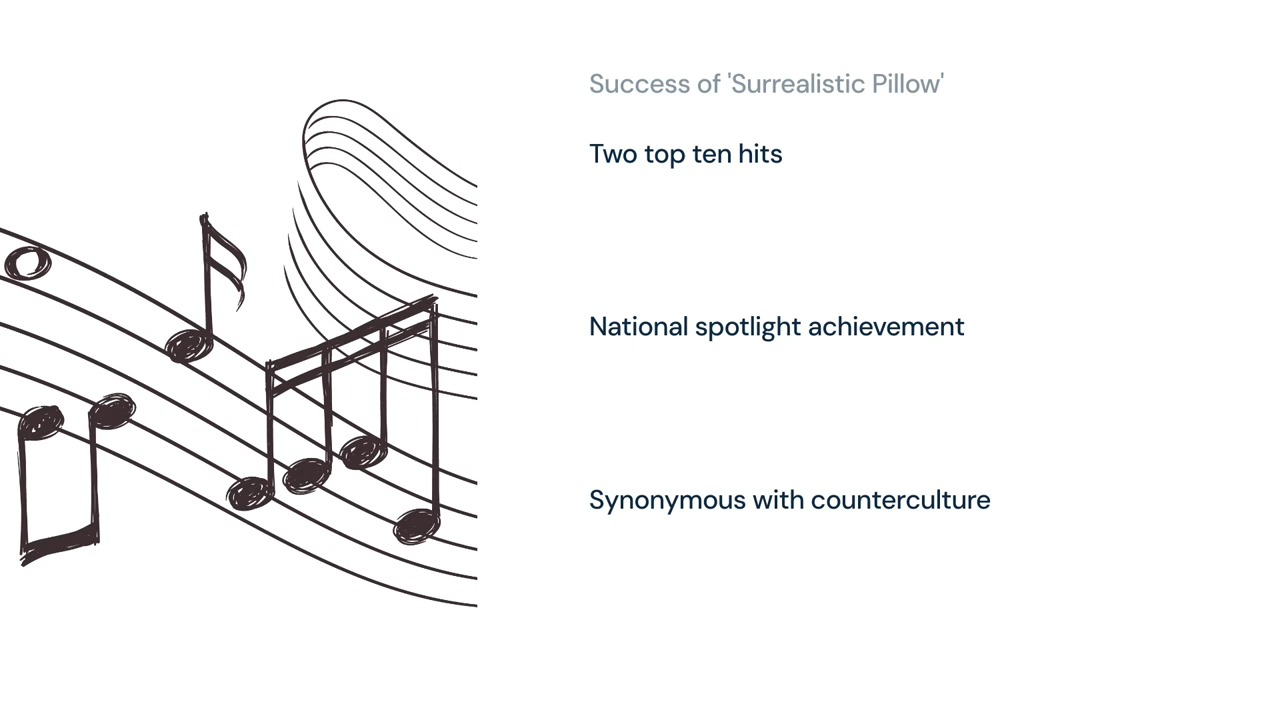 Success of 'Surrealistic Pillow'
Two top ten hits
National spotlight achievement
Synonymous with counterculture